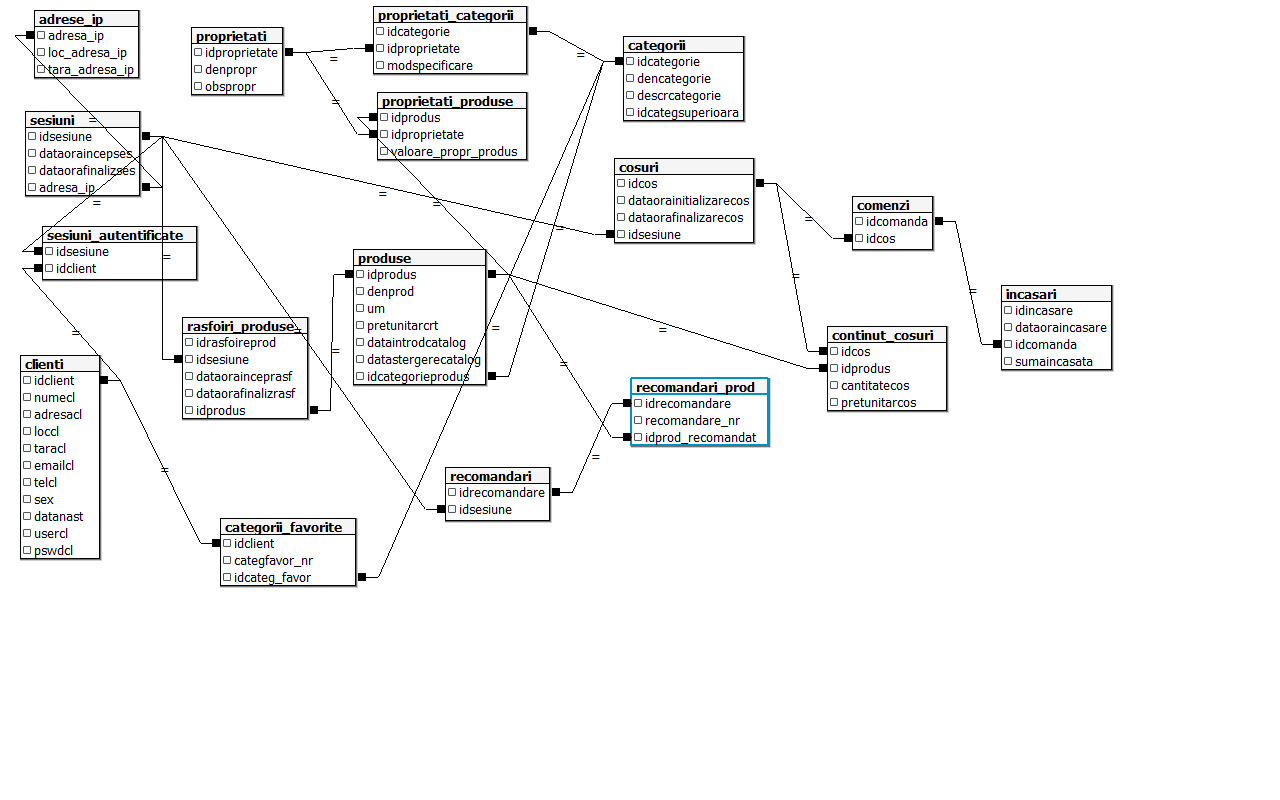 adrese_ip
adresa_ip
loc_adresa_ip
tara_adresa_ip
proprietati
idproprietate
denpropr
obspropr
proprietati_categorii
idcategorie
idproprietate
modspecificare
categorii
idcategorie
dencategorie
descrcategorie
idcategsuperioara
proprietati_produse
idprodus
idproprietate
valoare_propr_produs
sesiuni
idsesiune
dataoraincepses
dataorafinalizses
adresa_ip
cosuri
idcos
dataorainitializarecos
dataorafinalizarecos
idsesiune
comenzi
idcomanda
idcos
sesiuni_autentificate
idsesiune
idclient
produse
idprodus
denprod
um
pretunitarcrt
dataintrodcatalog
datastergerecatalog
idcategorieprodus
incasari
idincasare
dataoraincasare
idcomanda
sumaincasata
rasfoiri_produse
idrasfoireprod
idsesiune
dataorainceprasf
dataorafinalizrasf
idprodus
continut_cosuri
idcos
idprodus
cantitatecos
pretunitarcos
clienti
idclient
numecl
adresacl
loccl
taracl
emailcl
telcl
sex
datanast
usercl
pswdcl
recomandari_prod
idrecomandare
recomandare_nr
idprod_recomandat
recomandari
idrecomandare
idsesiune
categorii_favorite
idclient
categfavor_nr
idcateg_favor